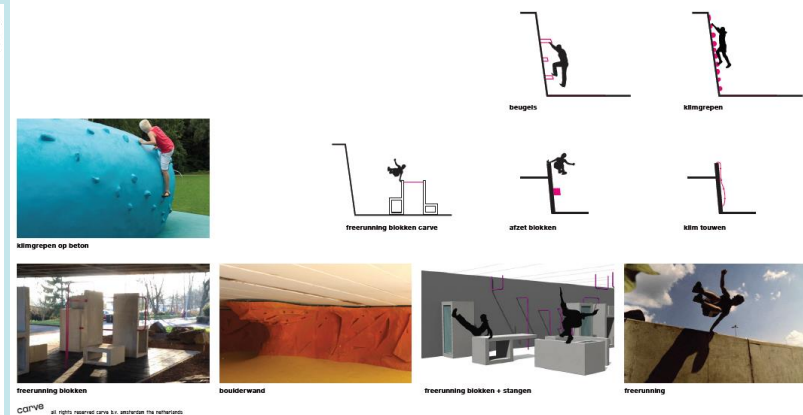 beugels
klimgrepen
klimgrepen op beton
freerunning blokken carve
afzet blokken
klim touwen
freerunning blokken
boulderwand
freerunning blokken + stangen
freerunning
carve all rights reserved carve b.v. amsterdam the netherlands